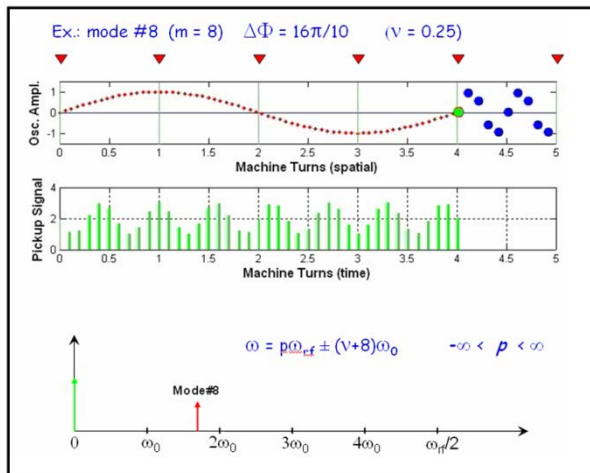 Ex.: mode #8 (m = 8) ΔΦ = 16π/10 (ν = 0.25)
Osc. Ampl.
1
0
-1
0 0.5 1 1.5 2 2.5 3 3.5 4 4.5 5
Machine Turns (spatial)
Pickup Signal
4
2
0
0 0.5 1 1.5 2 2.5 3 3.5 4 4.5 5
Machine Turns (time)
ω = pω_rf ± (ν+8)ω₀ -∞ < p < ∞
Mode#8
0 ω₀ 2ω₀ 3ω₀ 4ω₀ ω_rf/2